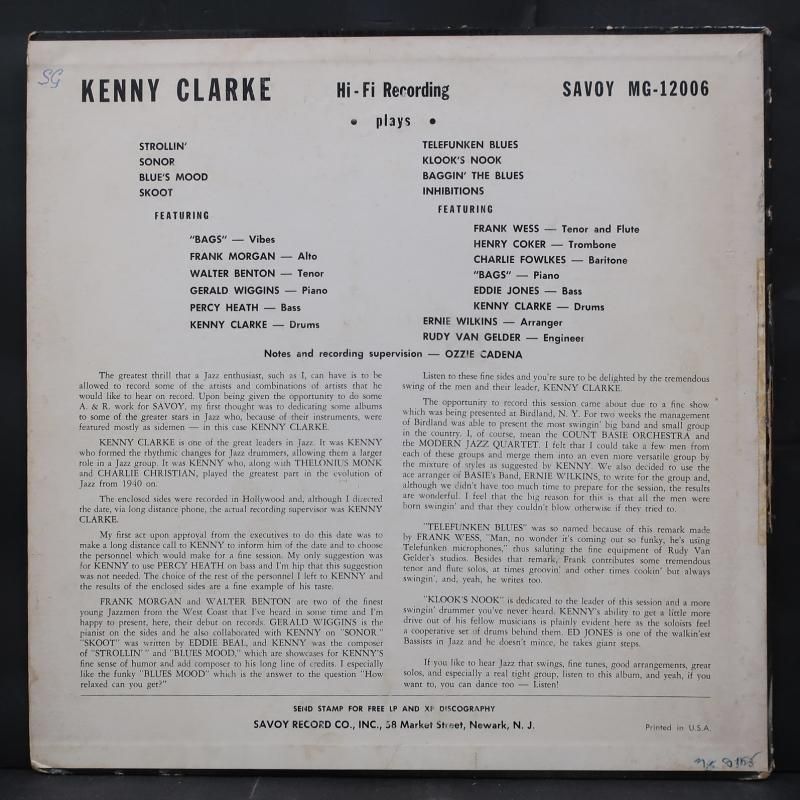 SG
KENNY CLARKE Hi-Fi Recording SAVOY MG-12006
• plays •
STROLLIN'
SONOR
BLUE'S MOOD
SKOOT
FEATURING
"BAGS" — Vibes
FRANK MORGAN — Alto
WALTER BENTON — Tenor
GERALD WIGGINS — Piano
PERCY HEATH — Bass
KENNY CLARKE — Drums
TELEFUNKEN BLUES
KLOOK'S NOOK
BAGGIN' THE BLUES
INHIBITIONS
FEATURING
FRANK WESS — Tenor and Flute
HENRY COKER — Trombone
CHARLIE FOWLKES — Baritone
"BAGS" — Piano
EDDIE JONES — Bass
KENNY CLARKE — Drums
ERNIE WILKINS — Arranger
RUDY VAN GELDER — Engineer
Notes and recording supervision — OZZIE CADENA
The greatest thrill that a Jazz enthusiast, such as I, can have is to be
allowed to record some of the artists and combinations of artists that he
would like to hear on record. Upon being given the opportunity to do some
A. & R. work for SAVOY, my first thought was to dedicating some albums
to some of the greater stars in Jazz who, because of their instruments, were
featured mostly as sidemen — in this case KENNY CLARKE.
KENNY CLARKE is one of the great leaders in Jazz. It was KENNY
who formed the rhythmic changes for Jazz drummers, allowing them a larger
role in a Jazz group. It was KENNY who, along with THELONIUS MONK
and CHARLIE CHRISTIAN, played the greatest part in the evolution of
Jazz from 1940 on.
The enclosed sides were recorded in Hollywood and, although I directed
the date, via long distance phone, the actual recording supervisor was KENNY
CLARKE.
My first act upon approval from the executives to do this date was to
make a long distance call to KENNY to inform him of the date and to choose
the personnel which would make for a fine session. My only suggestion was
for KENNY to use PERCY HEATH on bass and I'm hip that this suggestion
was not needed. The choice of the rest of the personnel I left to KENNY and
the results of the enclosed sides are a fine example of his taste.
FRANK MORGAN and WALTER BENTON are two of the finest
young Jazzmen from the West Coast that I've heard in some time and I'm
happy to present, here, their debut on records. GERALD WIGGINS is the
pianist on the sides and he also collaborated with KENNY on "SONOR."
"SKOOT" was written by EDDIE BEAL, and KENNY was the composer
of "STROLLIN'" and "BLUES MOOD," which are showcases for KENNY'S
fine sense of humor and add composer to his long line of credits. I especially
like the funky "BLUES MOOD" which is the answer to the question "How
relaxed can you get?"
Listen to these fine sides and you're sure to be delighted by the tremendous
swing of the men and their leader, KENNY CLARKE.
The opportunity to record this session came about due to a fine show
which was being presented at Birdland, N. Y. For two weeks the management
of Birdland was able to present the most swingin' big band and small group
in the country. I, of course, mean the COUNT BASIE ORCHESTRA and
the MODERN JAZZ QUARTET. I felt that I could take a few men from
each of these groups and merge them into an even more versatile group by
the mixture of styles as suggested by KENNY. We also decided to use the
ace arranger of BASIE's Band, ERNIE WILKINS, to write for the group and,
although we didn't have too much time to prepare for the session, the results
are wonderful. I feel that the big reason for this is that all the men were
born swingin' and that they couldn't blow otherwise if they tried to.
"TELEFUNKEN BLUES" was so named because of this remark made
by FRANK WESS, "Man, no wonder it's coming out so funky, he's using
Telefunken microphones," thus saluting the fine equipment of Rudy Van
Gelder's studios. Besides that remark, Frank contributes some tremendous
tenor and flute solos, at times groovin' and other times cookin' but always
swingin', and, yeah, he writes too.
"KLOOK'S NOOK" is dedicated to the leader of this session and a more
swingin' drummer you've never heard. KENNY's ability to get a little more
drive out of his fellow musicians is plainly evident here as the soloists feel
a cooperative set of drums behind them. ED JONES is one of the walkin'est
Bassists in Jazz and he doesn't mince, he takes giant steps.
If you like to hear Jazz that swings, fine tunes, good arrangements, great
solos, and especially a real tight group, listen to this album, and yeah, if you
want to, you can dance too — Listen!
SEND STAMP FOR FREE LP AND XP DISCOGRAPHY
SAVOY RECORD CO., INC., 58 Market Street, Newark, N. J.
Printed in U.S.A.